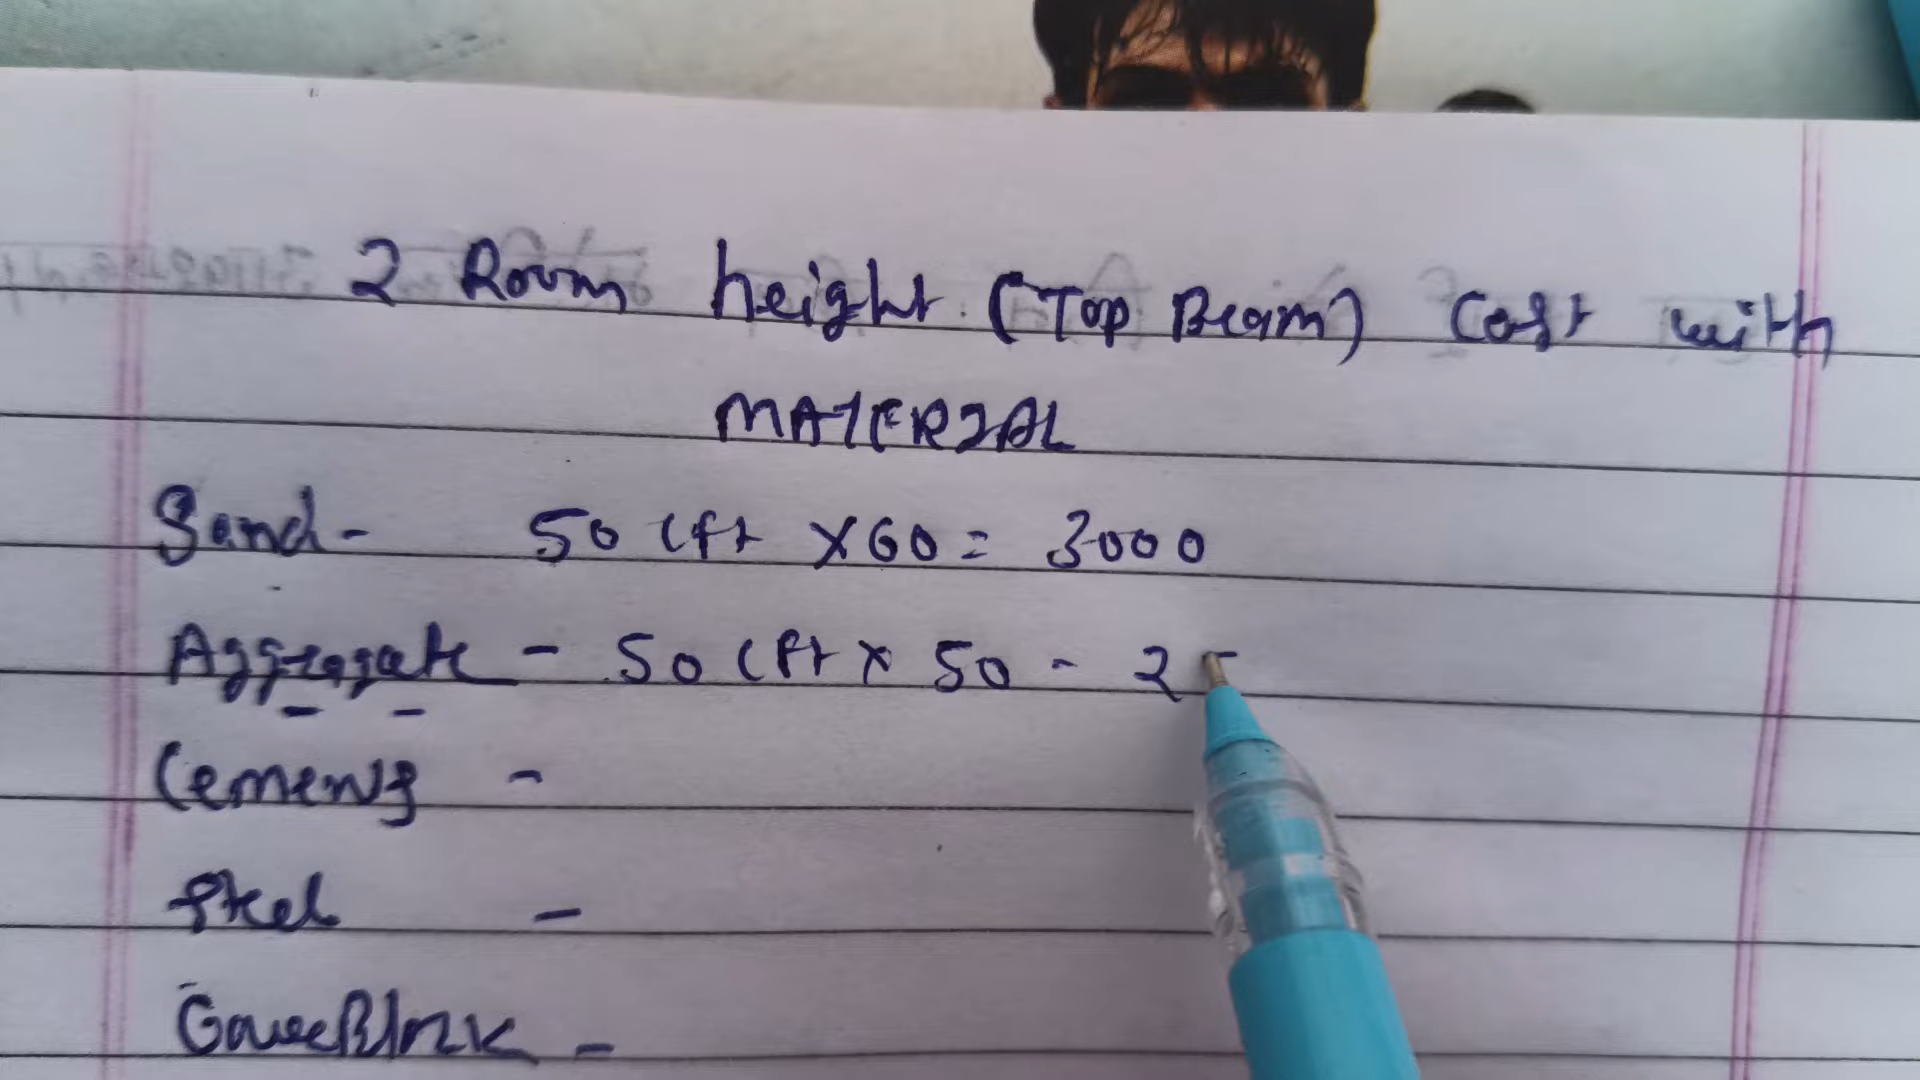 2 Room height (Top Beam) Cost with
MATERIAL
Sand - 50 Cft X 60 = 3000
Aggregate - 50 Cft x 50 - 2
Cement -
Steel -
Block -